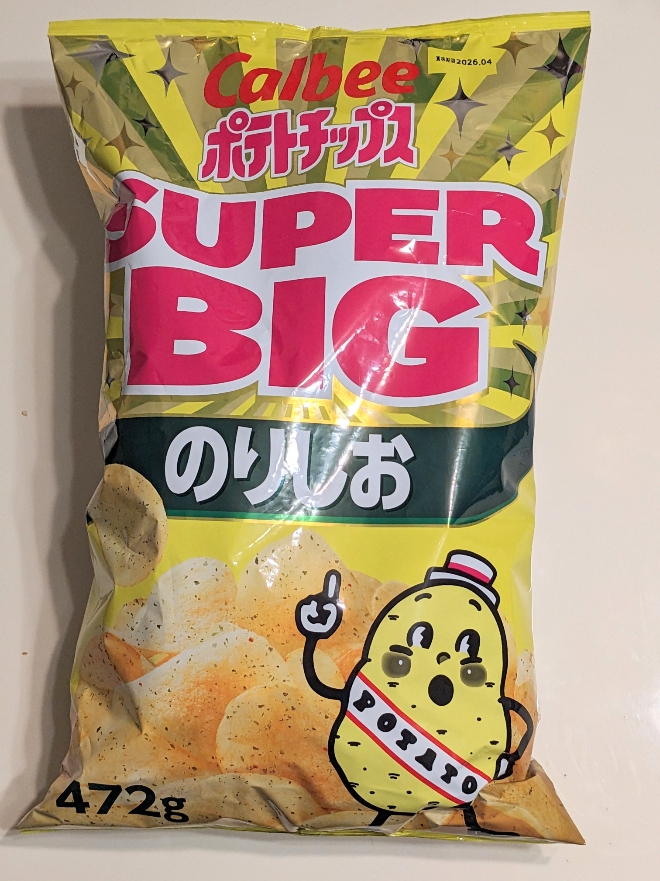 Calbee
賞味期限2026.04
ポテトチップス
SUPER
BIG
のりしお
POTATO
472g